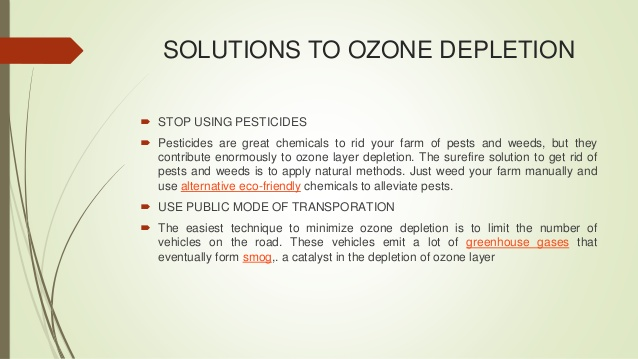 SOLUTIONS TO OZONE DEPLETION
STOP USING PESTICIDES
Pesticides are great chemicals to rid your farm of pests and weeds, but they
contribute enormously to ozone layer depletion. The surefire solution to get rid of
pests and weeds is to apply natural methods. Just weed your farm manually and
use alternative eco-friendly chemicals to alleviate pests.
USE PUBLIC MODE OF TRANSPORATION
The easiest technique to minimize ozone depletion is to limit the number of
vehicles on the road. These vehicles emit a lot of greenhouse gases that
eventually form smog,. a catalyst in the depletion of ozone layer